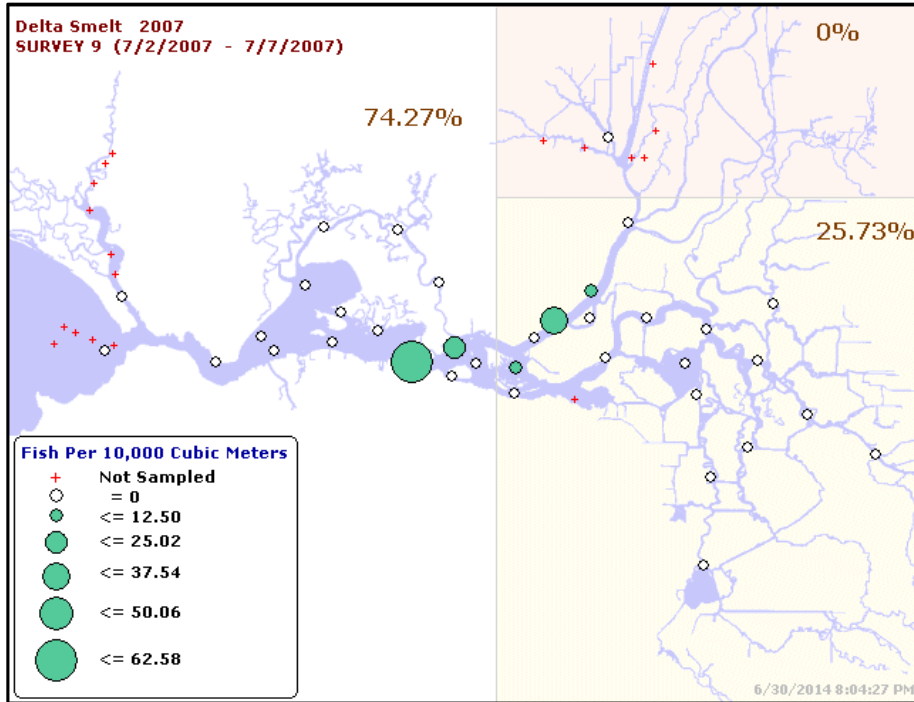 Delta Smelt 2007
SURVEY 9 (7/2/2007 - 7/7/2007)
0%
74.27%
25.73%
Fish Per 10,000 Cubic Meters
Not Sampled
= 0
<= 12.50
<= 25.02
<= 37.54
<= 50.06
<= 62.58
6/30/2014 8:04:27 PM